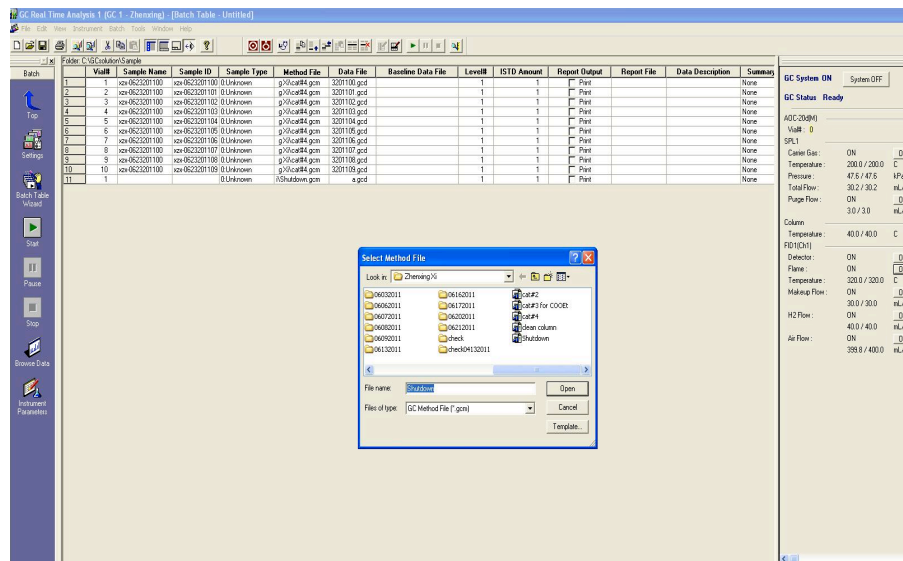 GC Real Time Analysis 1 (GC 1 - Zhenxing) - [Batch Table - Untitled]
File Edit View Instrument Batch Tools Window Help
Folder: C:\GCsolution\Sample
Vial# Sample Name Sample ID Sample Type Method File Data File Baseline Data File Level# ISTD Amount Report Output Report File Data Description Summary
1 1 xzx-0623201100 xzx-0623201100 0:Unknown g Xi\cat#4.gcm 3201100.gcd 1 1 Print None
2 2 xzx-0623201100 xzx-0623201101 0:Unknown g Xi\cat#4.gcm 3201101.gcd 1 1 Print None
3 3 xzx-0623201100 xzx-0623201102 0:Unknown g Xi\cat#4.gcm 3201102.gcd 1 1 Print None
4 4 xzx-0623201100 xzx-0623201103 0:Unknown g Xi\cat#4.gcm 3201103.gcd 1 1 Print None
5 5 xzx-0623201100 xzx-0623201104 0:Unknown g Xi\cat#4.gcm 3201104.gcd 1 1 Print None
6 6 xzx-0623201100 xzx-0623201105 0:Unknown g Xi\cat#4.gcm 3201105.gcd 1 1 Print None
7 7 xzx-0623201100 xzx-0623201106 0:Unknown g Xi\cat#4.gcm 3201106.gcd 1 1 Print None
8 8 xzx-0623201100 xzx-0623201107 0:Unknown g Xi\cat#4.gcm 3201107.gcd 1 1 Print None
9 9 xzx-0623201100 xzx-0623201108 0:Unknown g Xi\cat#4.gcm 3201108.gcd 1 1 Print None
10 10 xzx-0623201100 xzx-0623201109 0:Unknown g Xi\cat#4.gcm 3201109.gcd 1 1 Print None
11 1 0:Unknown i\Shutdown.gcm a.gcd 1 1 Print None
Batch
Top
Settings
Batch Table
Wizard
Start
Pause
Stop
Browse Data
Instrument
Parameters
Select Method File
Look in: Zhenxing Xi
06032011 06162011 cat#2
06062011 06172011 cat#3 for COOEt
06072011 06202011 cat#4
06082011 06212011 clean column
06092011 check Shutdown
06132011 check04132011
File name: Shutdown Open
Files of type: GC Method File (*.gcm) Cancel
Template...
GC System ON System OFF
GC Status Ready
AOC-20d(M)
Vial# : 0
SPL1
Carrier Gas : ON
Temperature : 200.0 / 200.0 C
Pressure : 47.6 / 47.6 kPa
Total Flow : 30.2 / 30.2 mL/
Purge Flow : ON
3.0 / 3.0 mL/
Column
Temperature : 40.0 / 40.0 C
FID1(Ch1)
Detector : ON
Flame : ON
Temperature : 320.0 / 320.0 C
Makeup Flow : ON
30.0 / 30.0 mL/
H2 Flow : ON
40.0 / 40.0 mL/
Air Flow : ON
399.8 / 400.0 mL/